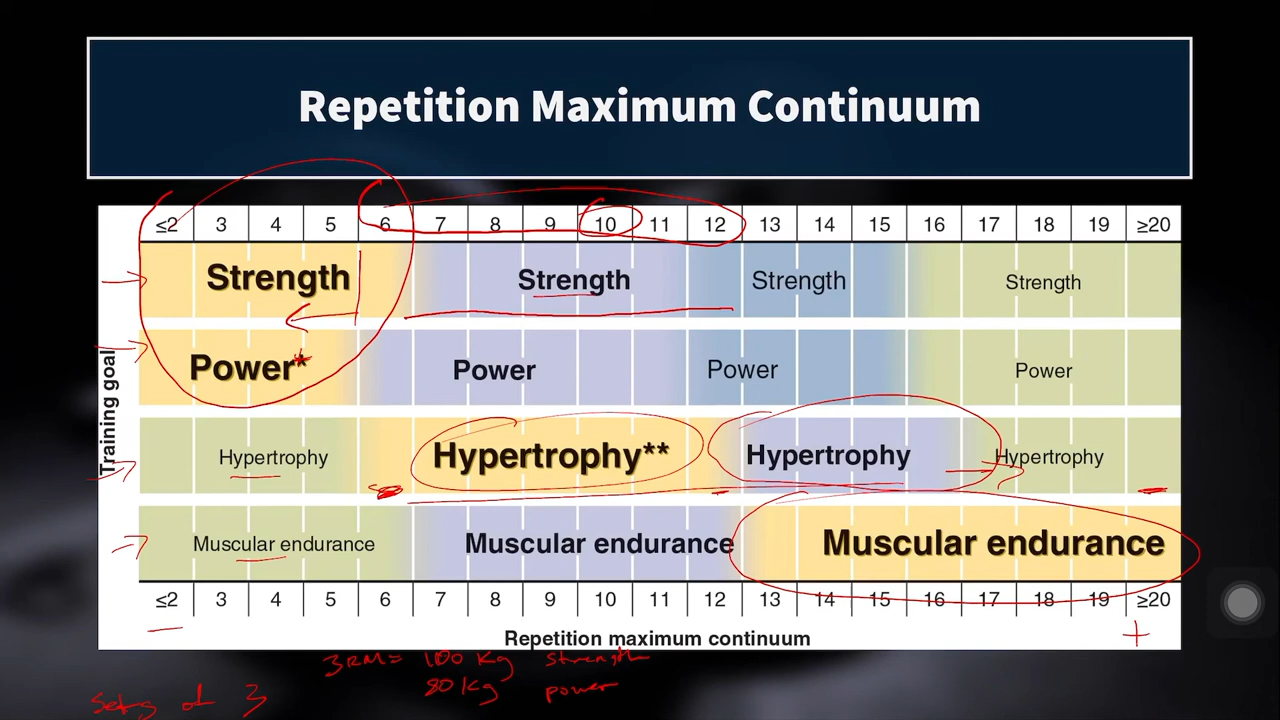 Repetition Maximum Continuum
≤2 3 4 5 6 7 8 9 10 11 12 13 14 15 16 17 18 19 ≥20
Strength Strength Strength Strength
Power* Power Power Power
Training goal
Hypertrophy Hypertrophy** Hypertrophy Hypertrophy
Muscular endurance Muscular endurance Muscular endurance
≤2 3 4 5 6 7 8 9 10 11 12 13 14 15 16 17 18 19 ≥20
− +
Repetition maximum continuum
3RM = 100 Kg strength
80 Kg power
Sets of 3